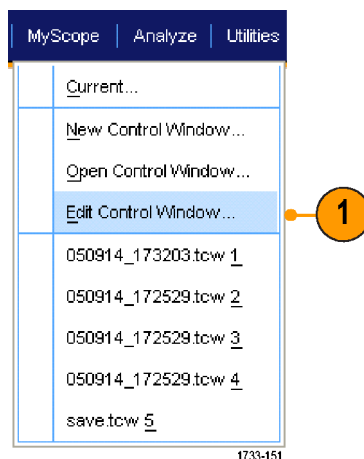 MyScope | Analyze | Utilities
Current...
New Control Window...
Open Control Window...
Edit Control Window...
1
050914_173203.tcw 1
050914_172529.tcw 2
050914_172529.tcw 3
050914_172529.tcw 4
save.tcw 5
1733-151